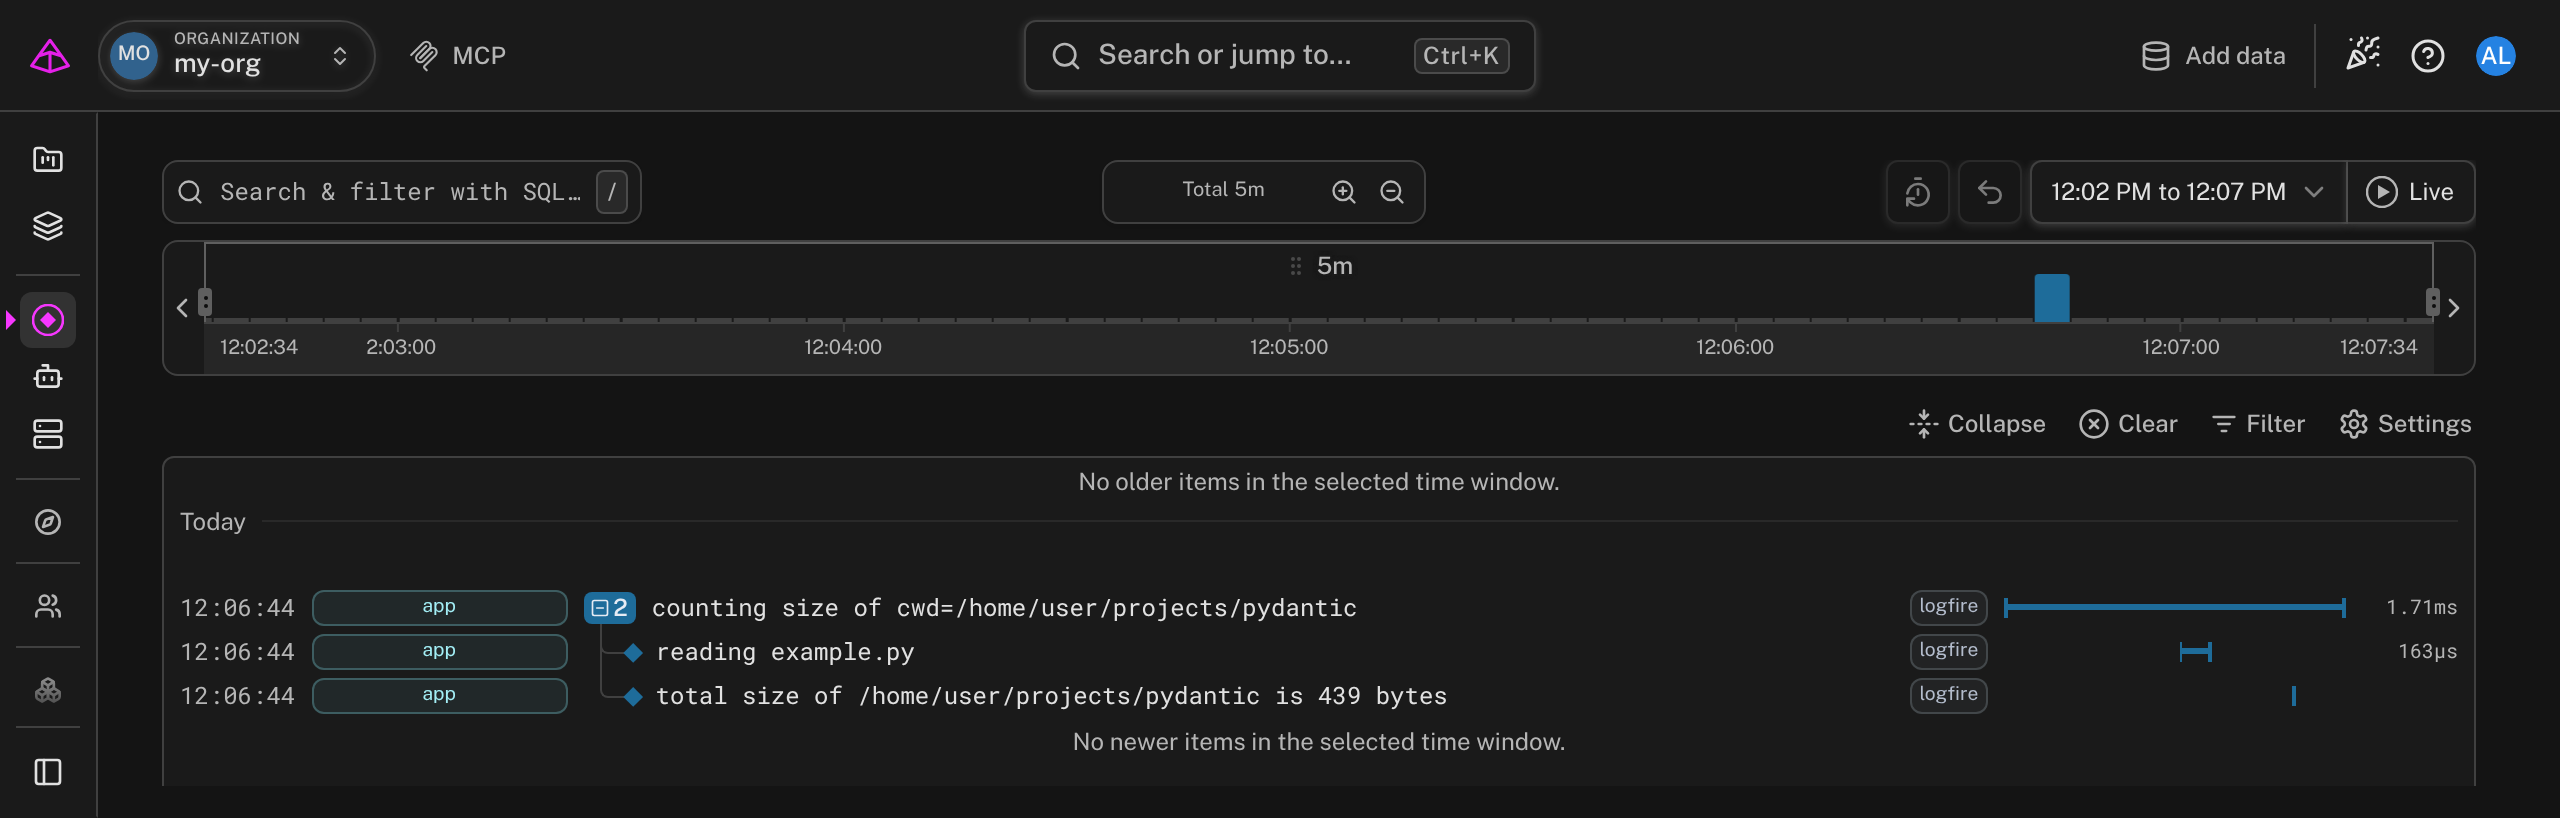 MO ORGANIZATION my-org MCP Search or jump to... Ctrl+K Add data AL
Search & filter with SQL... / Total 5m 12:02 PM to 12:07 PM Live
5m
12:02:34 2:03:00 12:04:00 12:05:00 12:06:00 12:07:00 12:07:34
Collapse Clear Filter Settings
No older items in the selected time window.
Today
12:06:44 app 2 counting size of cwd=/home/user/projects/pydantic logfire 1.71ms
12:06:44 app reading example.py logfire 163μs
12:06:44 app total size of /home/user/projects/pydantic is 439 bytes logfire
No newer items in the selected time window.